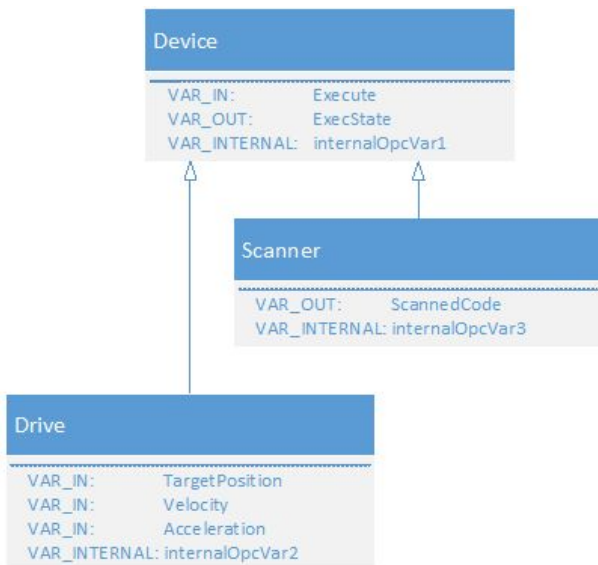 Device
VAR_IN: Execute
VAR_OUT: ExecState
VAR_INTERNAL: internalOpcVar1
Scanner
VAR_OUT: ScannedCode
VAR_INTERNAL: internalOpcVar3
Drive
VAR_IN: TargetPosition
VAR_IN: Velocity
VAR_IN: Acceleration
VAR_INTERNAL: internalOpcVar2